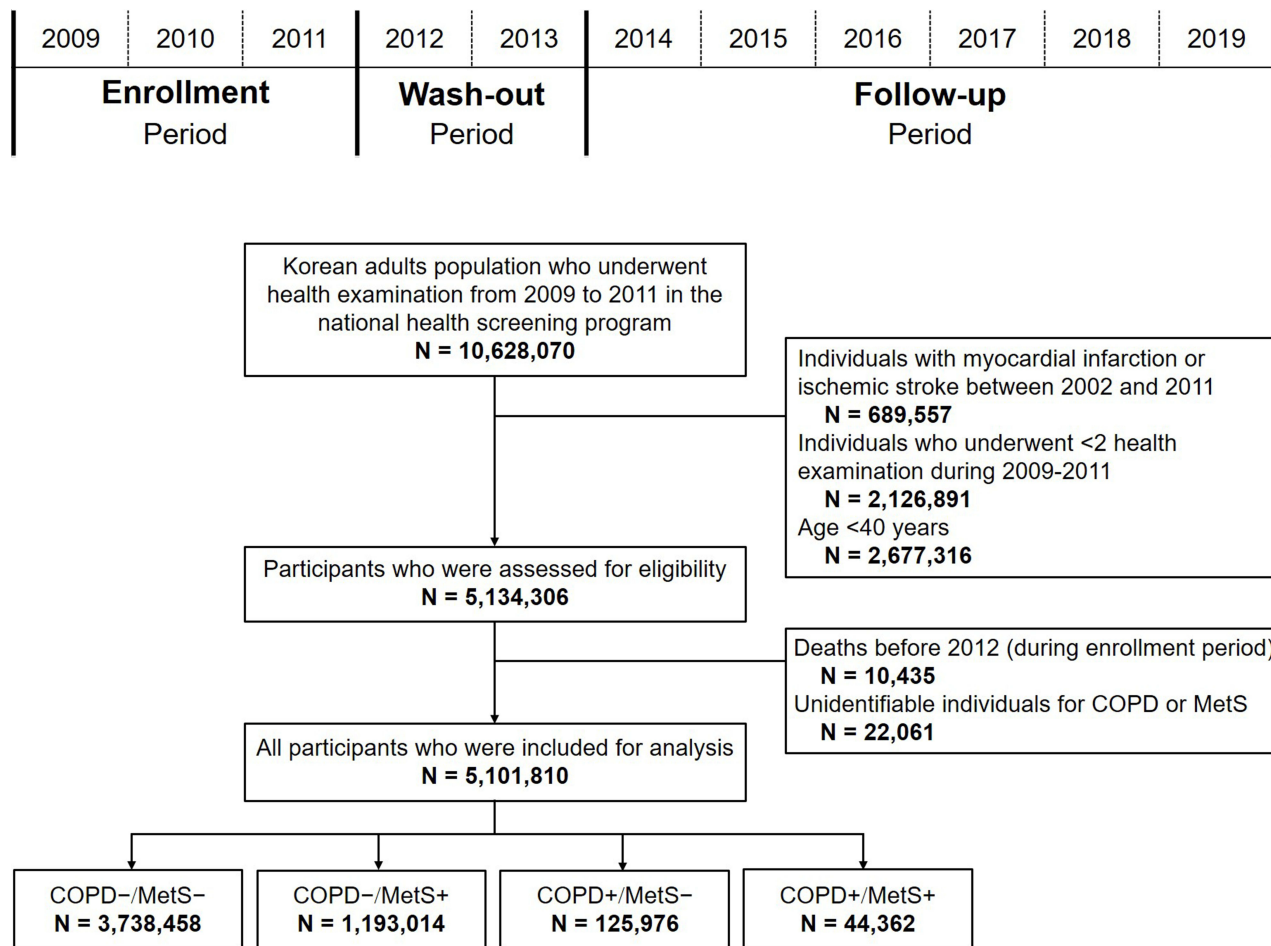 2009 2010 2011 2012 2013 2014 2015 2016 2017 2018 2019
Enrollment Wash-out Follow-up
Period Period Period
Korean adults population who underwent
health examination from 2009 to 2011 in the
national health screening program
N = 10,628,070
Individuals with myocardial infarction or
ischemic stroke between 2002 and 2011
N = 689,557
Individuals who underwent <2 health
examination during 2009-2011
N = 2,126,891
Age <40 years
N = 2,677,316
Participants who were assessed for eligibility
N = 5,134,306
Deaths before 2012 (during enrollment period)
N = 10,435
Unidentifiable individuals for COPD or MetS
N = 22,061
All participants who were included for analysis
N = 5,101,810
COPD−/MetS−
N = 3,738,458
COPD−/MetS+
N = 1,193,014
COPD+/MetS−
N = 125,976
COPD+/MetS+
N = 44,362